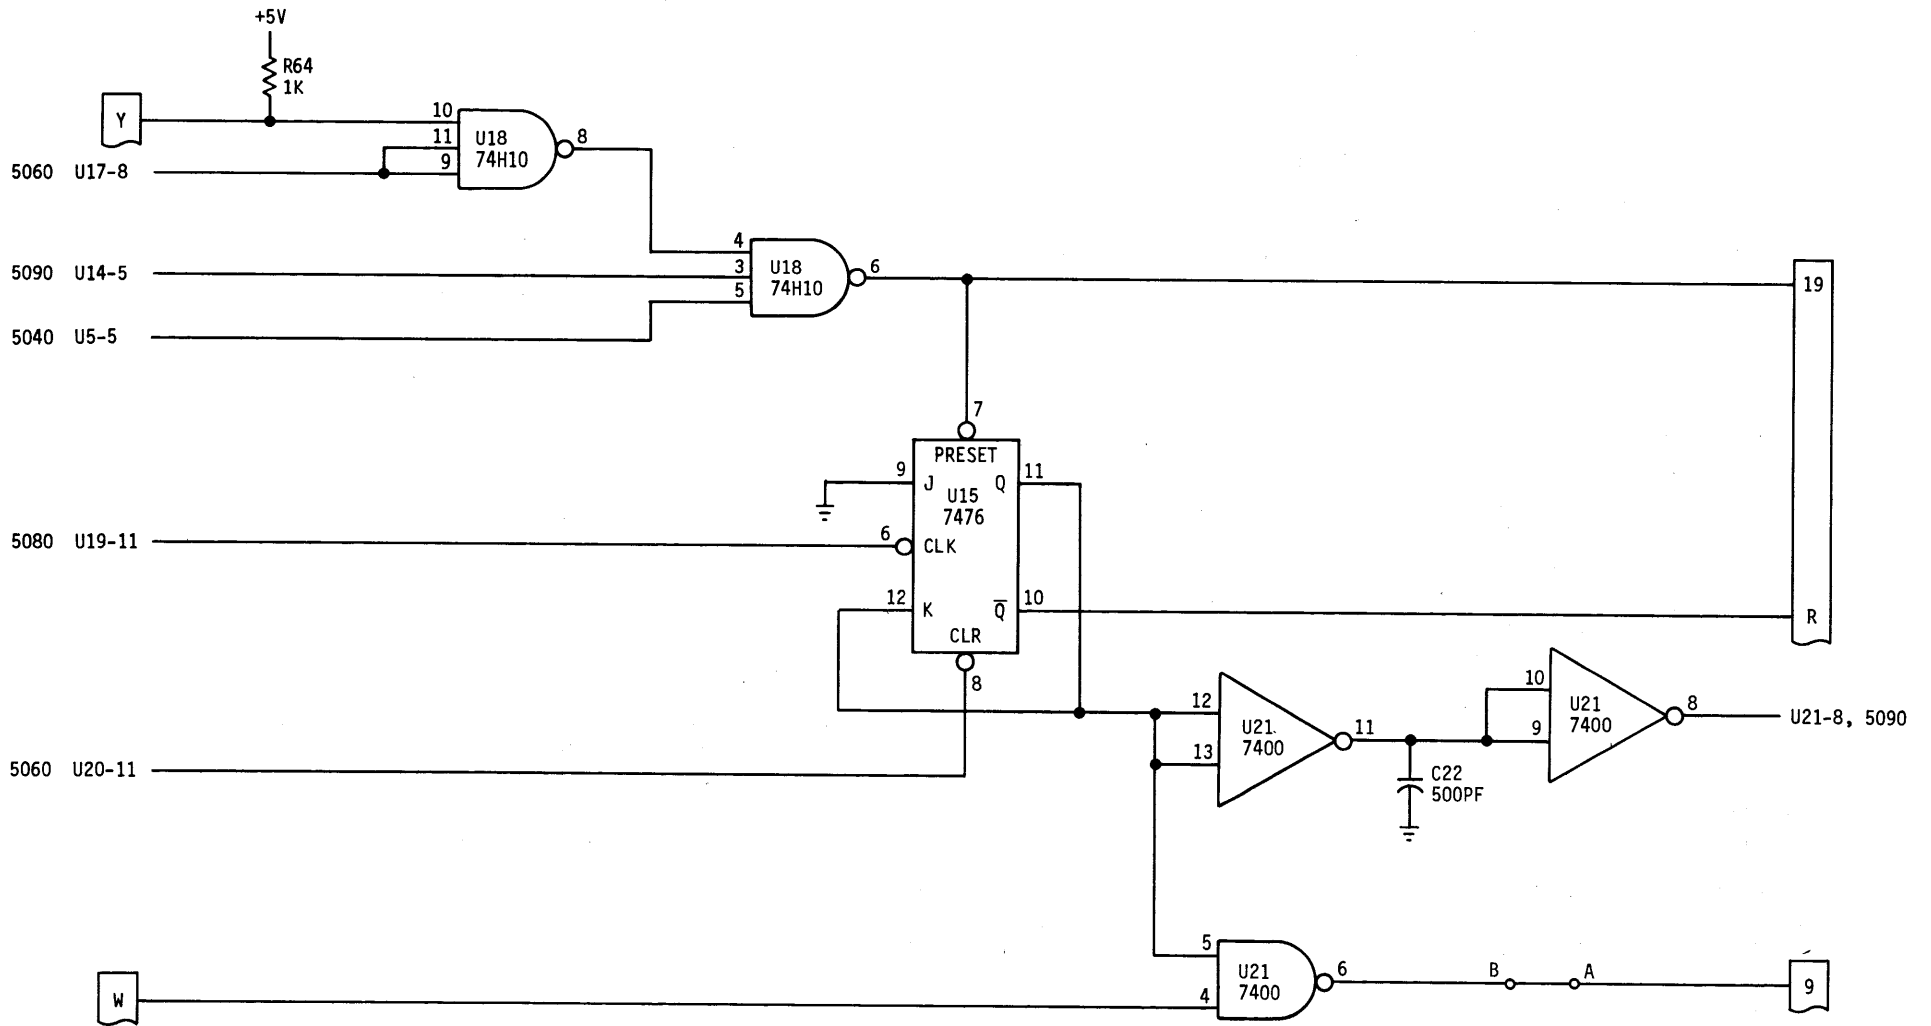 +5V
R64
1K
Y
10
11
9
U18
74H10
8
5060 U17-8
4
3
5
U18
74H10
6
5090 U14-5
5040 U5-5
19
7
PRESET
9
J
U15
7476
Q
11
5080 U19-11
6
CLK
12
K
Q̅
10
CLR
R
8
12
13
U21
7400
11
10
9
U21
7400
8
U21-8, 5090
5060 U20-11
C22
500PF
5
4
U21
7400
6
B
A
9
W